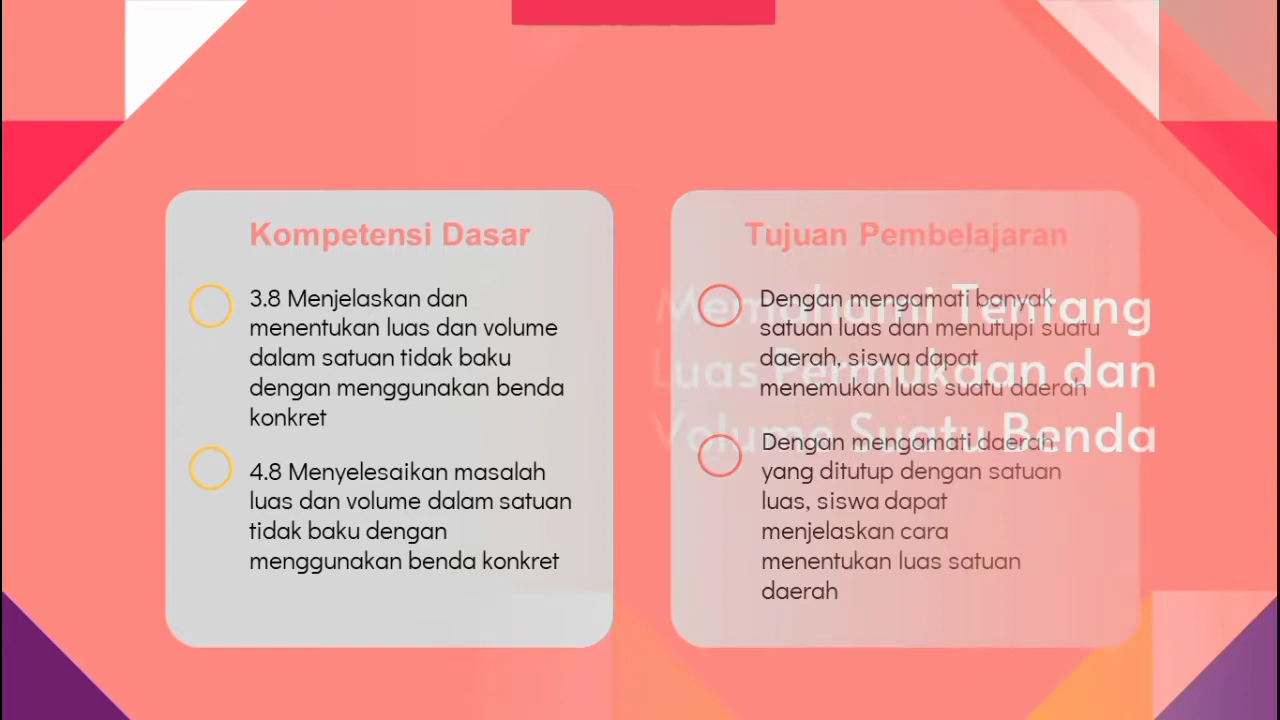 Kompetensi Dasar
3.8 Menjelaskan dan
menentukan luas dan volume
dalam satuan tidak baku
dengan menggunakan benda
konkret
4.8 Menyelesaikan masalah
luas dan volume dalam satuan
tidak baku dengan
menggunakan benda konkret
Tujuan Pembelajaran
Dengan mengamati banyak
satuan luas dan menutupi suatu
daerah, siswa dapat
menemukan luas suatu daerah
Dengan mengamati daerah
yang ditutup dengan satuan
luas, siswa dapat
menjelaskan cara
menentukan luas satuan
daerah
Memahami Tentang
Luas Permukaan dan
Volume Suatu Benda